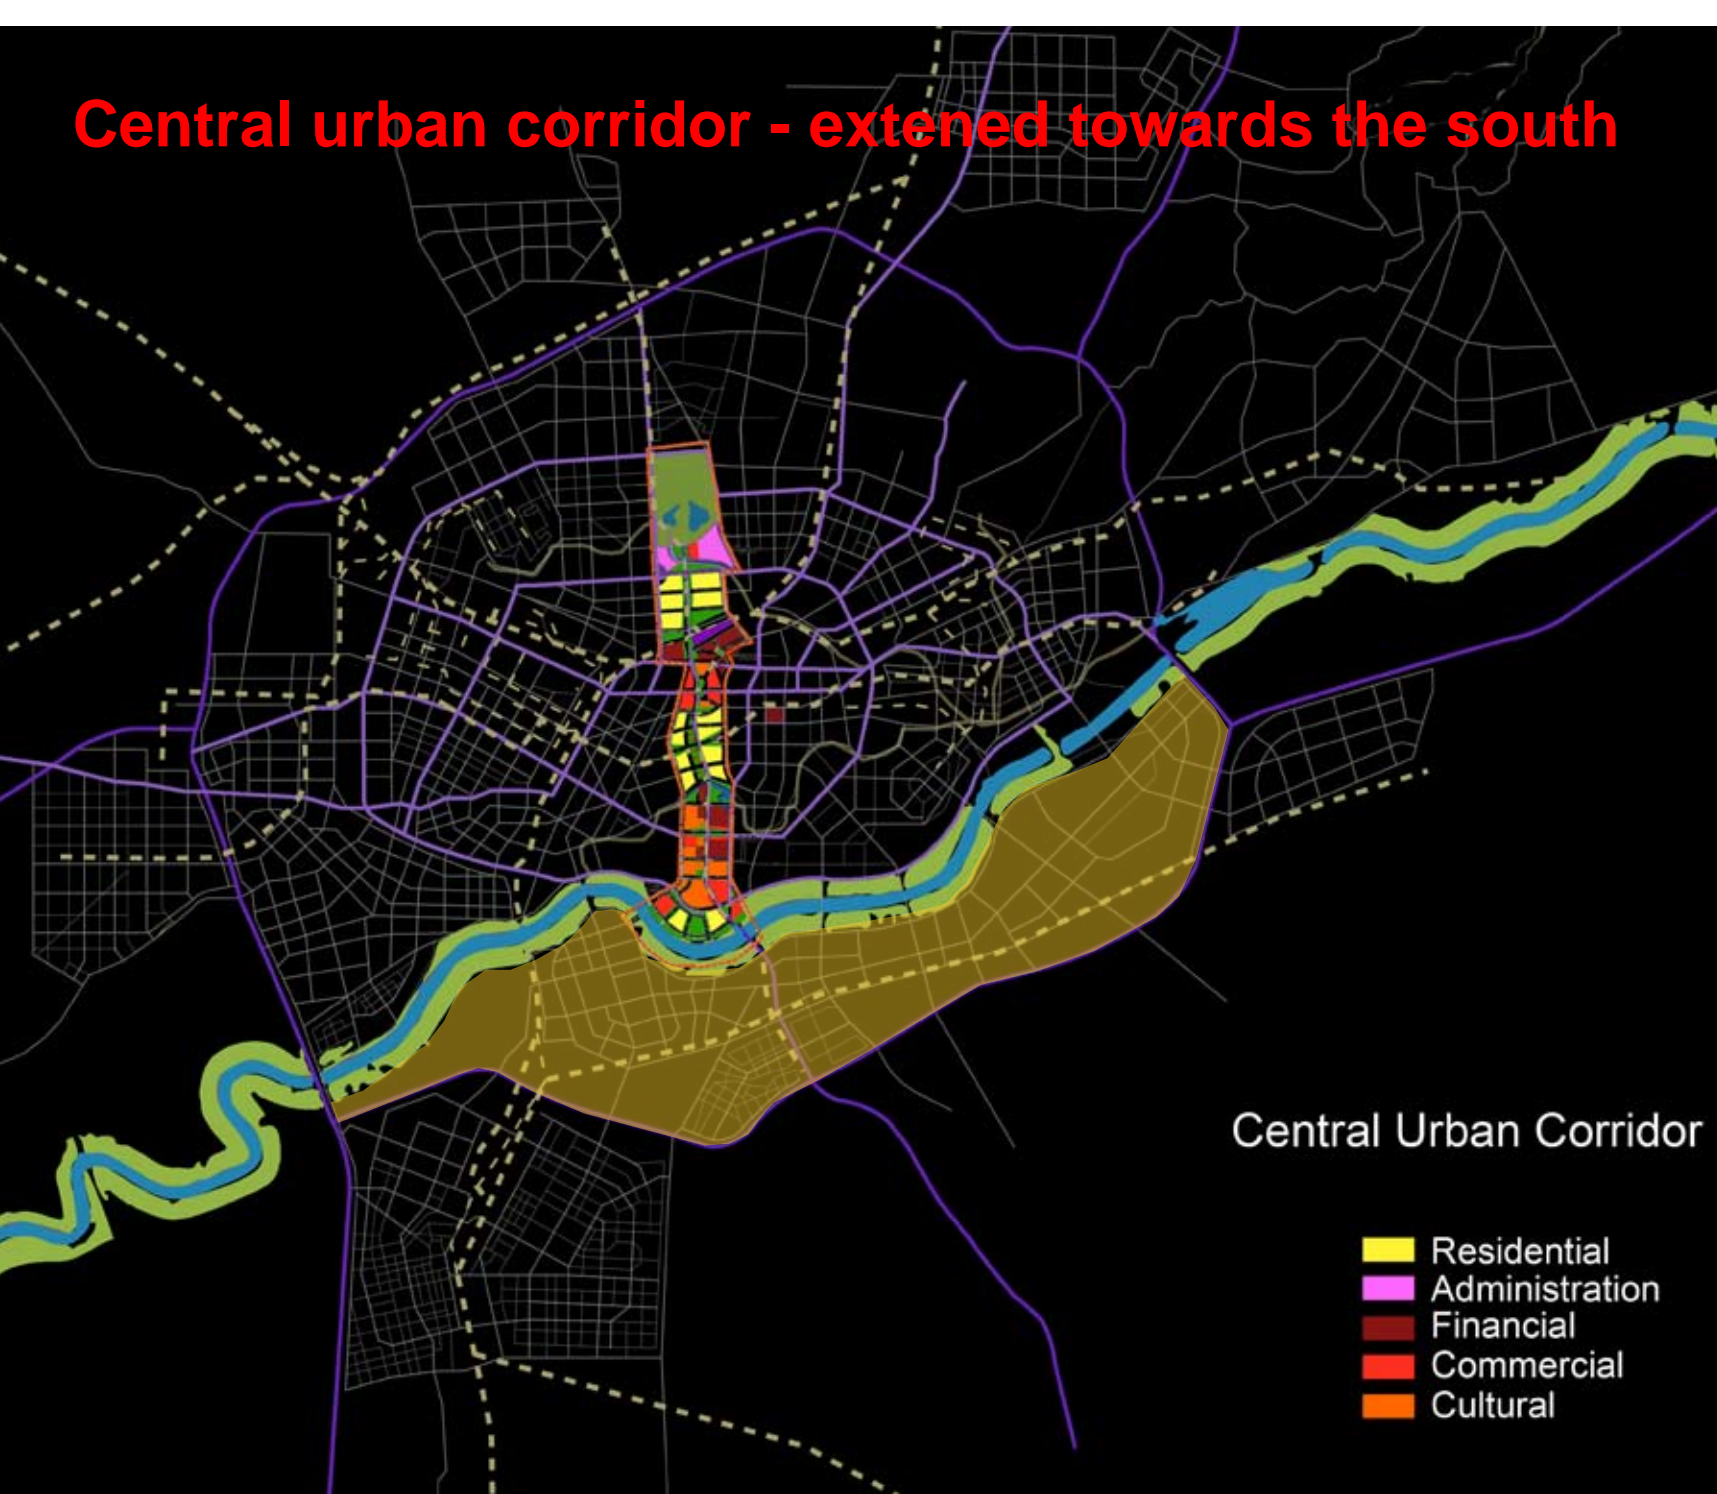 Central urban corridor - extened towards the south
Central Urban Corridor
Residential
Administration
Financial
Commercial
Cultural